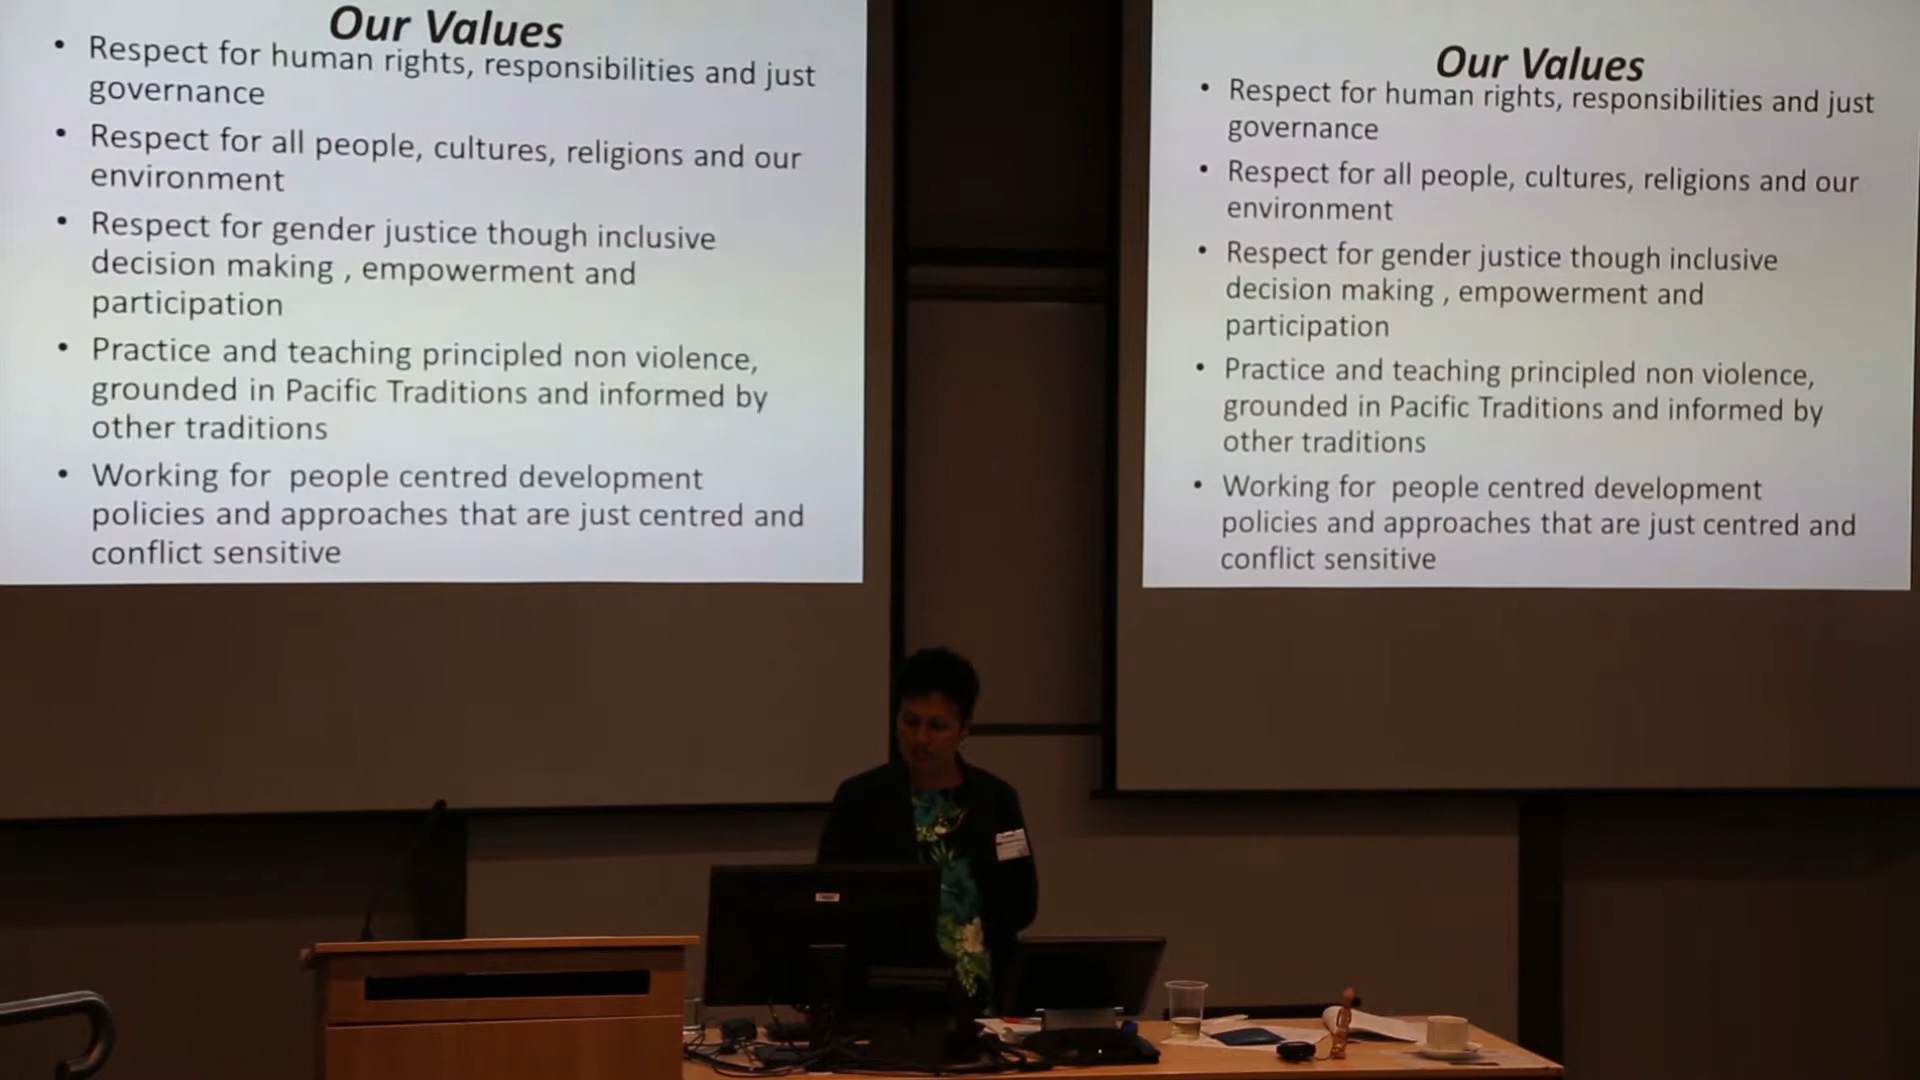 Our Values
• Respect for human rights, responsibilities and just
governance
• Respect for all people, cultures, religions and our
environment
• Respect for gender justice though inclusive
decision making , empowerment and
participation
• Practice and teaching principled non violence,
grounded in Pacific Traditions and informed by
other traditions
• Working for  people centred development
policies and approaches that are just centred and
conflict sensitive
Our Values
• Respect for human rights, responsibilities and just
governance
• Respect for all people, cultures, religions and our
environment
• Respect for gender justice though inclusive
decision making , empowerment and
participation
• Practice and teaching principled non violence,
grounded in Pacific Traditions and informed by
other traditions
• Working for  people centred development
policies and approaches that are just centred and
conflict sensitive